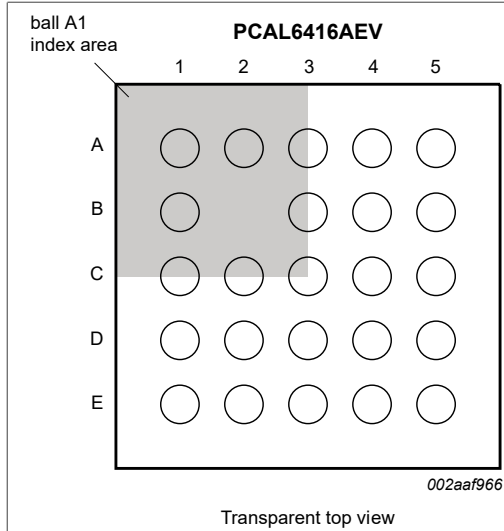 ball A1
index area
PCAL6416AEV
1 2 3 4 5
A
B
C
D
E
002aaf966
Transparent top view